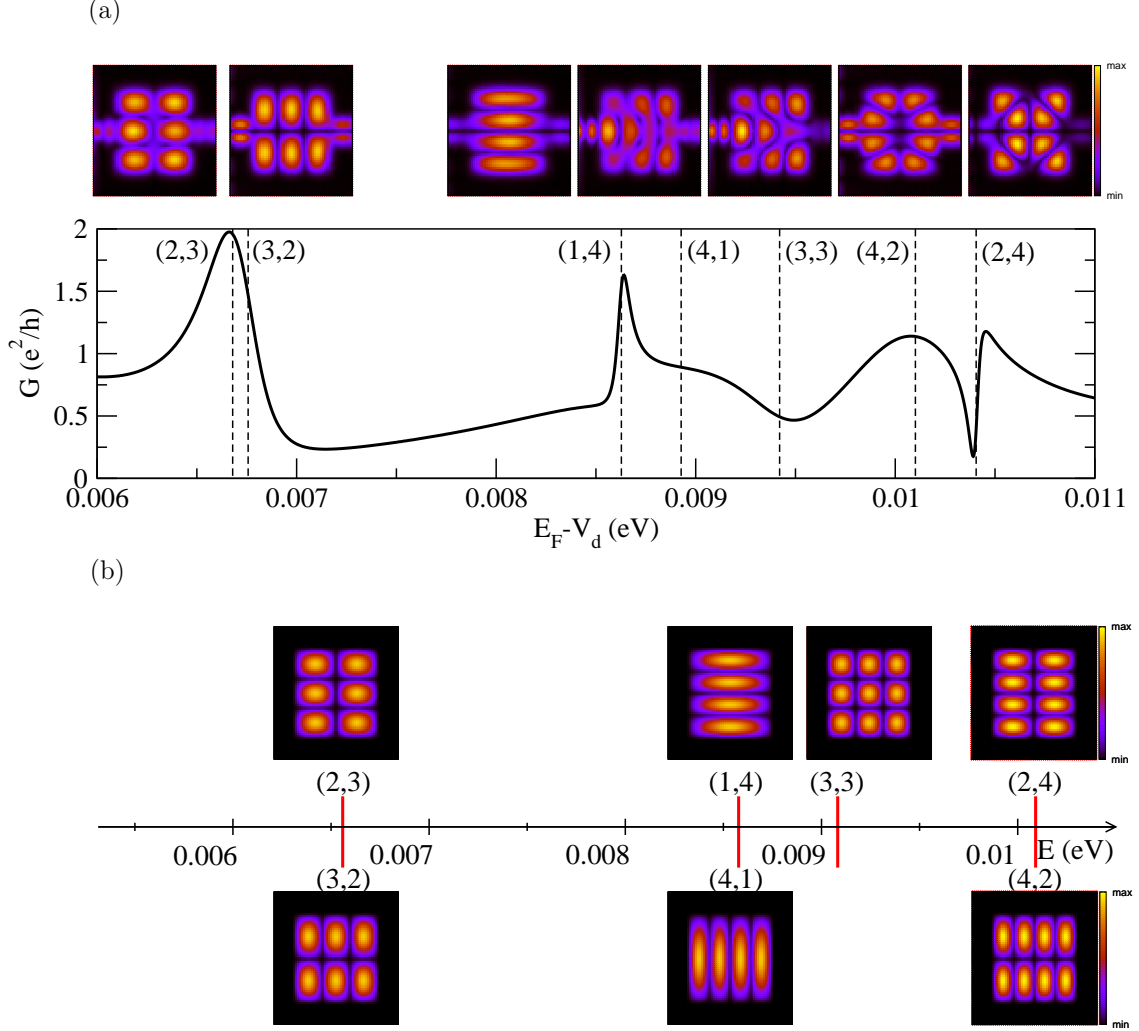 (a)
max
min
2
1.5
1
0.5
0
G (e²/h)
(2,3) (3,2) (1,4) (4,1) (3,3) (4,2) (2,4)
0.006 0.007 0.008 0.009 0.01 0.011
E_F-V_d (eV)
(b)
max
min
(2,3) (1,4) (3,3) (2,4)
0.006 0.007 0.008 0.009 0.01 E (eV)
(3,2) (4,1) (4,2)
max
min